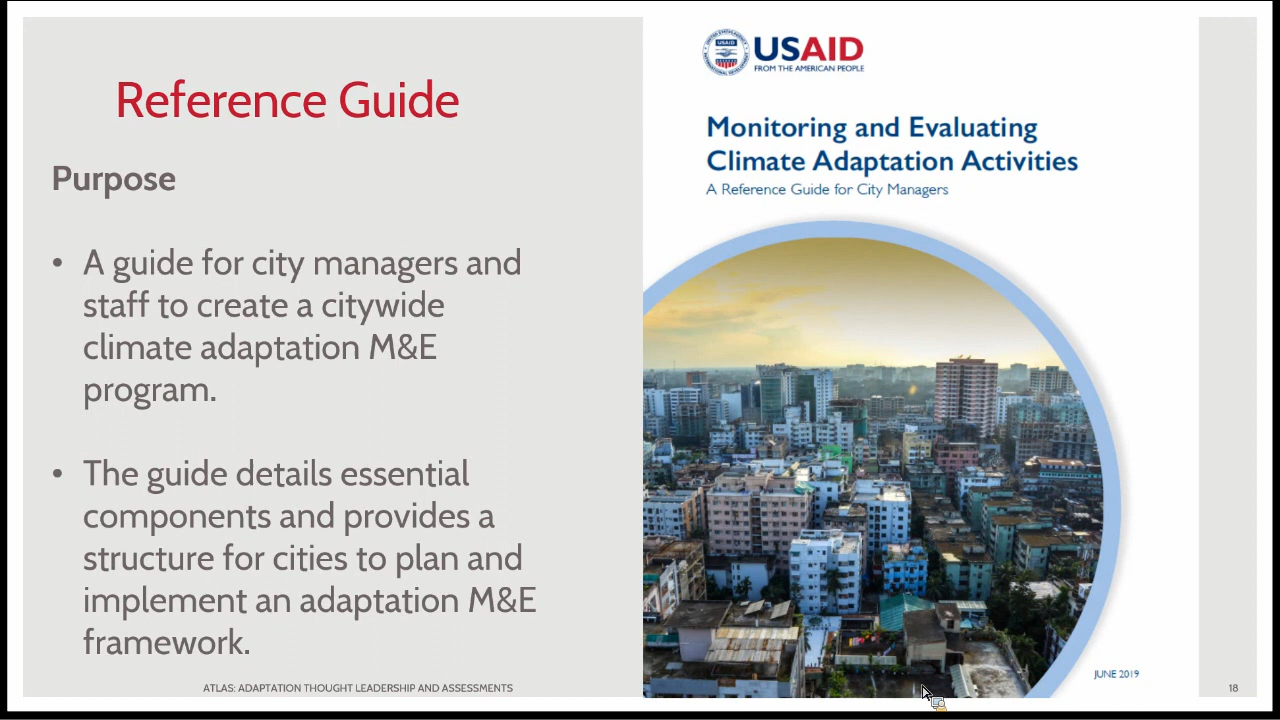 Reference Guide
Purpose
• A guide for city managers and
staff to create a citywide
climate adaptation M&E
program.
• The guide details essential
components and provides a
structure for cities to plan and
implement an adaptation M&E
framework.
ATLAS: ADAPTATION THOUGHT LEADERSHIP AND ASSESSMENTS
USAID
USAID
FROM THE AMERICAN PEOPLE
Monitoring and Evaluating
Climate Adaptation Activities
A Reference Guide for City Managers
JUNE 2019
18